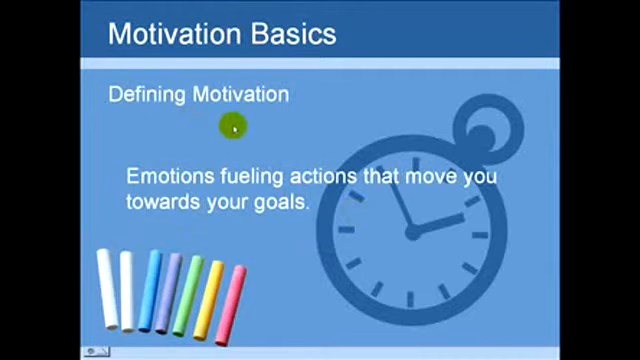 Motivation Basics
Defining Motivation
Emotions fueling actions that move you
towards your goals.